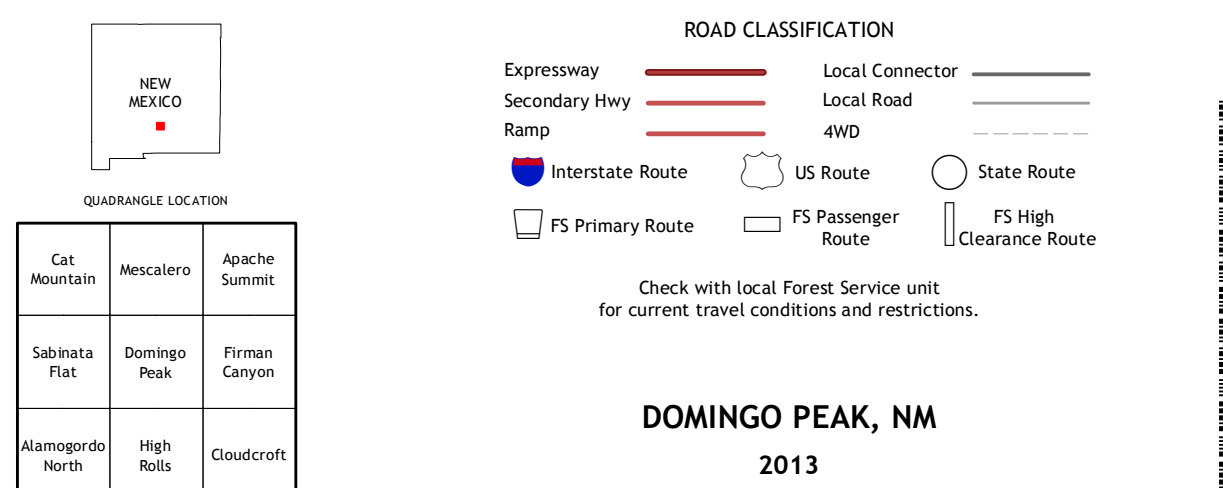 NEW
MEXICO
QUADRANGLE LOCATION
Cat
Mountain
Mescalero
Apache
Summit
Sabinata
Flat
Domingo
Peak
Firman
Canyon
Alamogordo
North
High
Rolls
Cloudcroft
ROAD CLASSIFICATION
Expressway
Local Connector
Secondary Hwy
Local Road
Ramp
4WD
Interstate Route
US Route
State Route
FS Primary Route
FS Passenger
Route
FS High
Clearance Route
Check with local Forest Service unit
for current travel conditions and restrictions.
DOMINGO PEAK, NM
2013